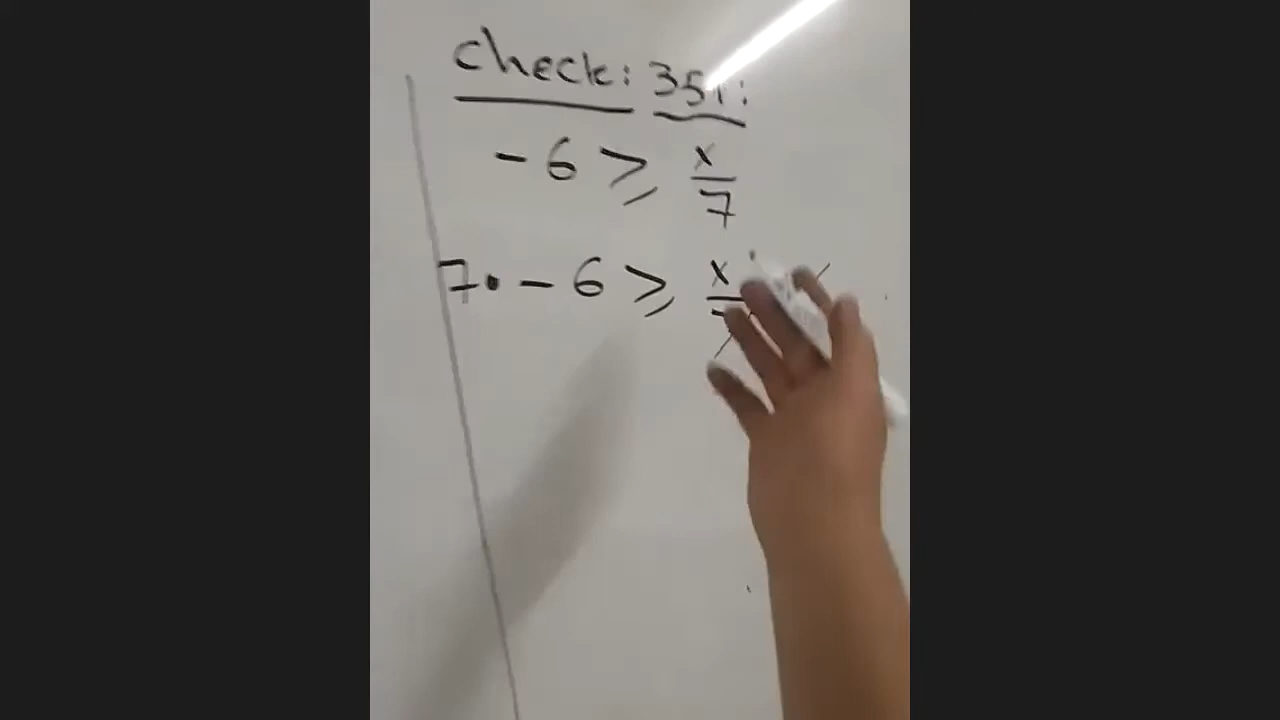 check:
- 6 ≥ x/7
7 · - 6 ≥ x